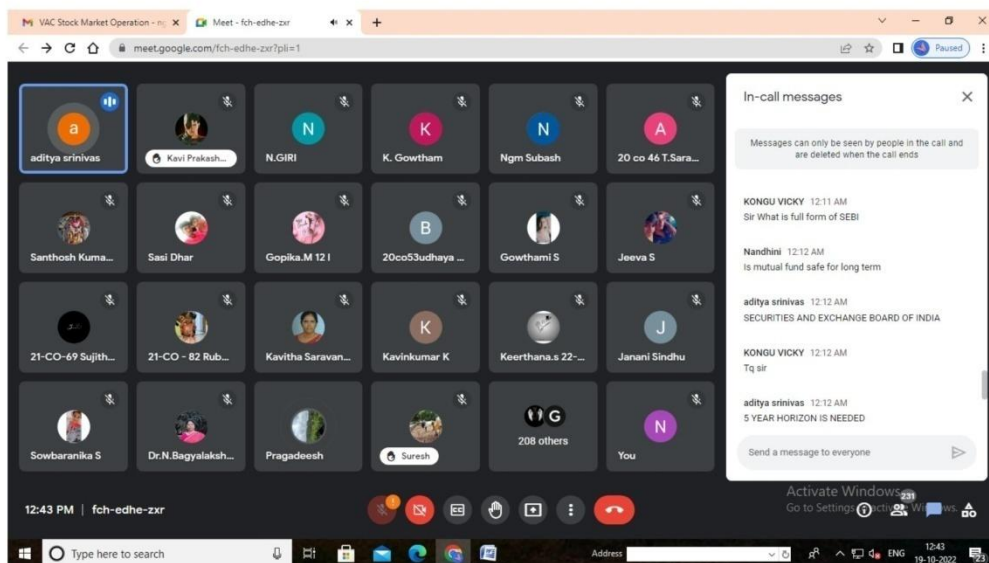 VAC Stock Market Operation - n
Meet - fch-edhe-zxr
meet.google.com/fch-edhe-zxr?pli=1
Paused
a
aditya srinivas
Kavi Prakash...
N
N.GIRI
K
K. Gowtham
N
Ngm Subash
A
20 co 46 T.Sara...
Santhosh Kuma...
Sasi Dhar
Gopika.M 12 I
B
20co53udhaya ...
Gowthami S
Jeeva S
21-CO-69 Sujith...
21-CO - 82 Rub...
Kavitha Saravan...
K
Kavinkumar K
Keerthana.s 22-...
J
Janani Sindhu
Sowbaranika S
Dr.N.Bagyalaksh...
Pragadeesh
Suresh
G
208 others
N
You
In-call messages
Messages can only be seen by people in the call and
are deleted when the call ends
KONGU VICKY 12:11 AM
Sir What is full form of SEBI
Nandhini 12:12 AM
Is mutual fund safe for long term
aditya srinivas 12:12 AM
SECURITIES AND EXCHANGE BOARD OF INDIA
KONGU VICKY 12:12 AM
Tq sir
aditya srinivas 12:12 AM
5 YEAR HORIZON IS NEEDED
Send a message to everyone
Activate Windows
Go to Settings
12:43 PM | fch-edhe-zxr
231
Type here to search
Address
ENG
12:43
19-10-2022
23